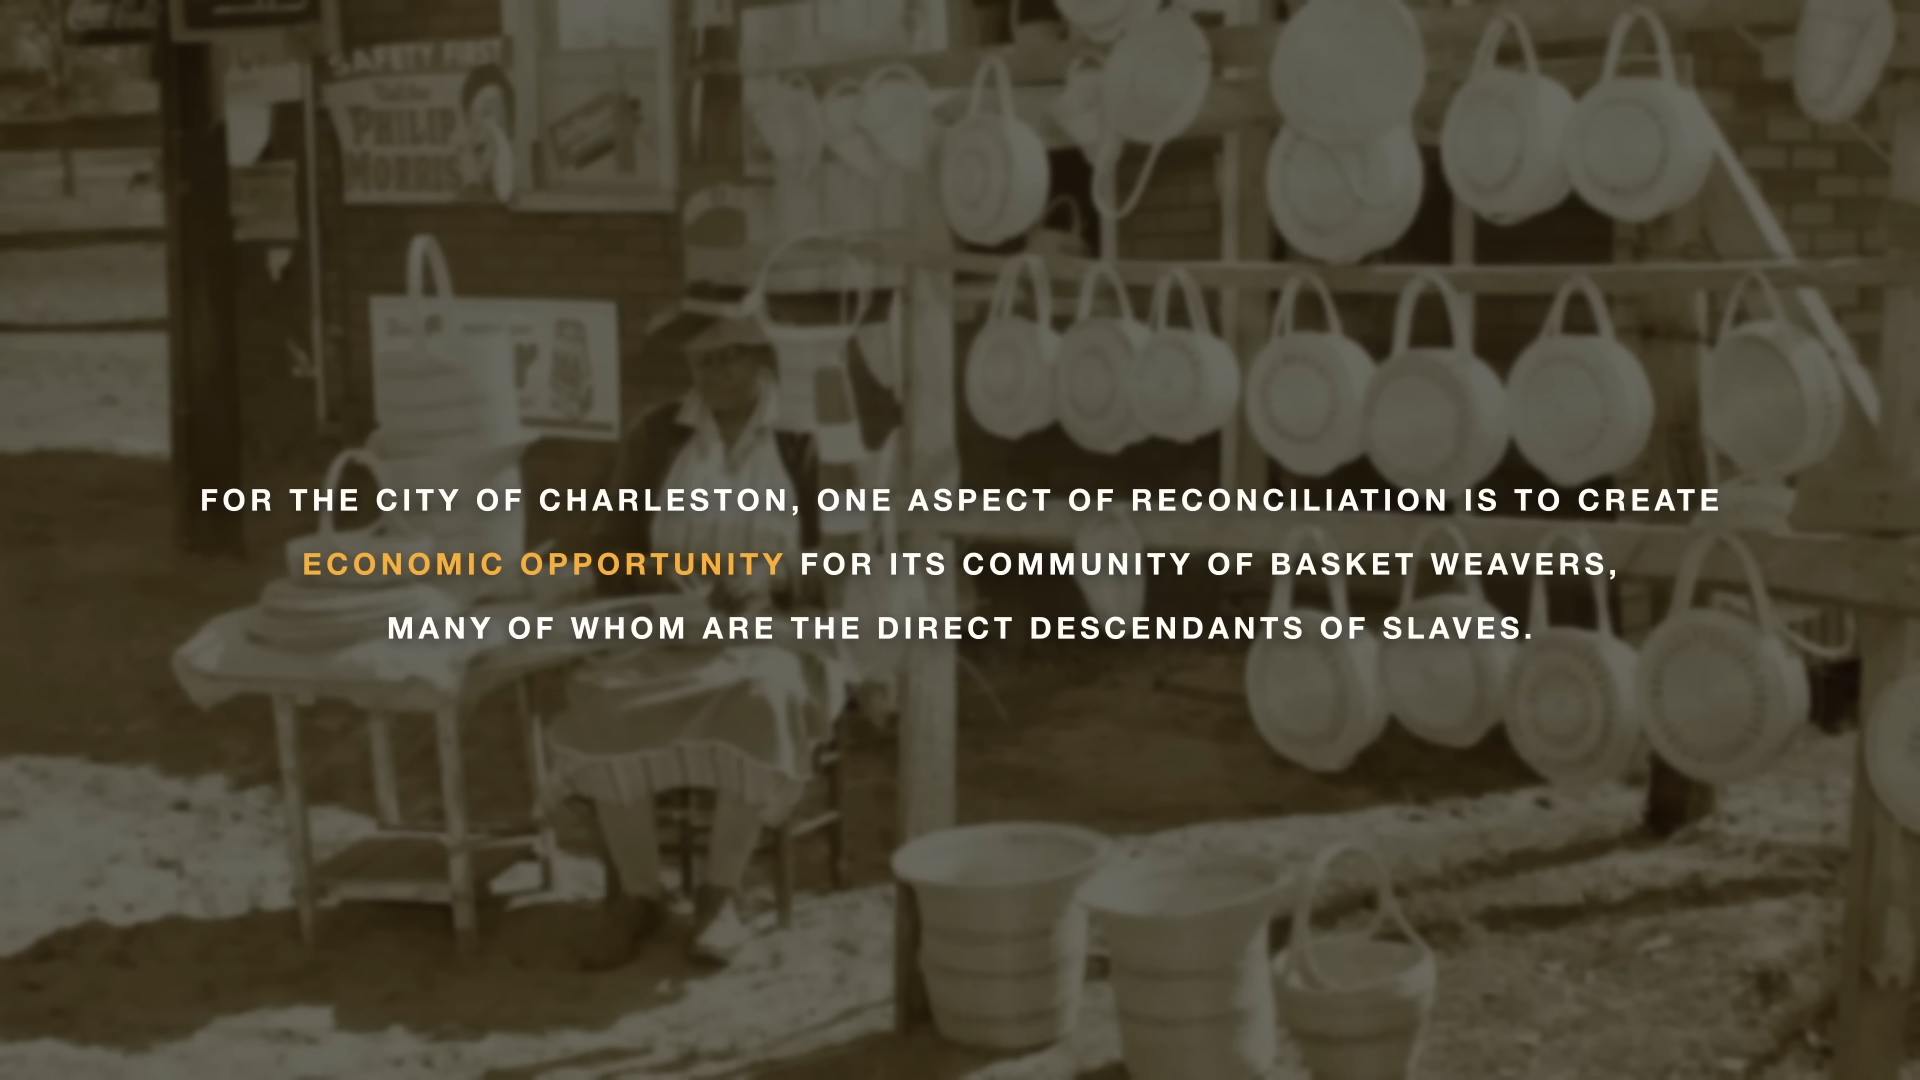 SAFETY FIRST
PHILIP
MORRIS
FOR THE CITY OF CHARLESTON, ONE ASPECT OF RECONCILIATION IS TO CREATE
ECONOMIC OPPORTUNITY FOR ITS COMMUNITY OF BASKET WEAVERS,
MANY OF WHOM ARE THE DIRECT DESCENDANTS OF SLAVES.